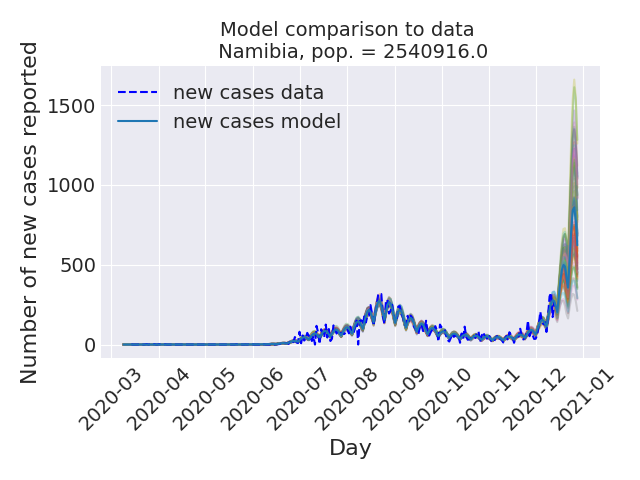 Model comparison to data
Namibia, pop. = 2540916.0
Number of new cases reported
1500
1000
500
0
new cases data
new cases model
2020-03
2020-04
2020-05
2020-06
2020-07
2020-08
2020-09
2020-10
2020-11
2020-12
2021-01
Day